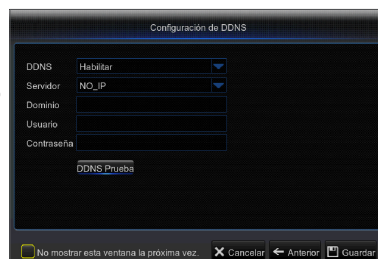 Configuración de DDNS
DDNS Habilitar
Servidor NO_IP
Dominio
Usuario
Contraseña
DDNS Prueba
No mostrar esta ventana la próxima vez. Cancelar Anterior Guardar